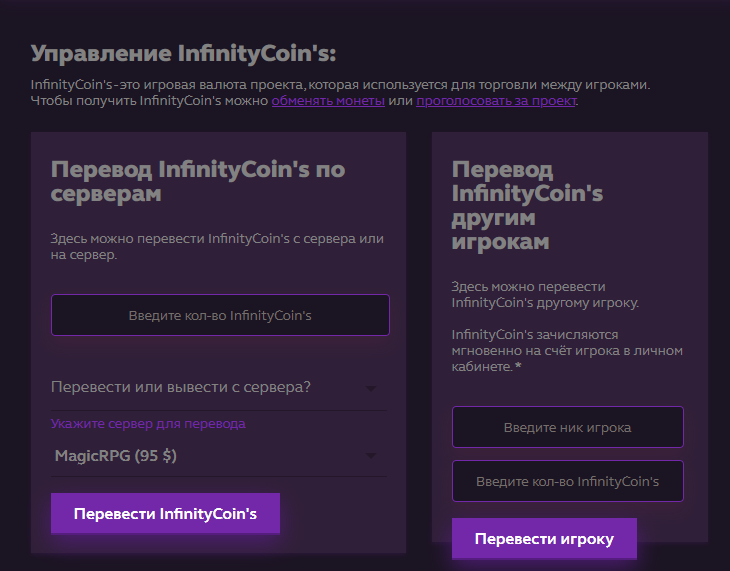 Управление InfinityCoin's:
InfinityCoin's-это игровая валюта проекта, которая используется для торговли между игроками.
Чтобы получить InfinityCoin's можно обменять монеты или проголосовать за проект.
Перевод InfinityCoin's по
серверам
Здесь можно перевести InfinityCoin's с сервера или
на сервер.
Введите кол-во InfinityCoin's
Перевести или вывести с сервера?
Укажите сервер для перевода
MagicRPG (95 $)
Перевести InfinityCoin's
Перевод
InfinityCoin's
другим
игрокам
Здесь можно перевести
InfinityCoin's другому игроку.
InfinityCoin's зачисляются
мгновенно на счёт игрока в личном
кабинете.*
Введите ник игрока
Введите кол-во InfinityCoin's
Перевести игроку